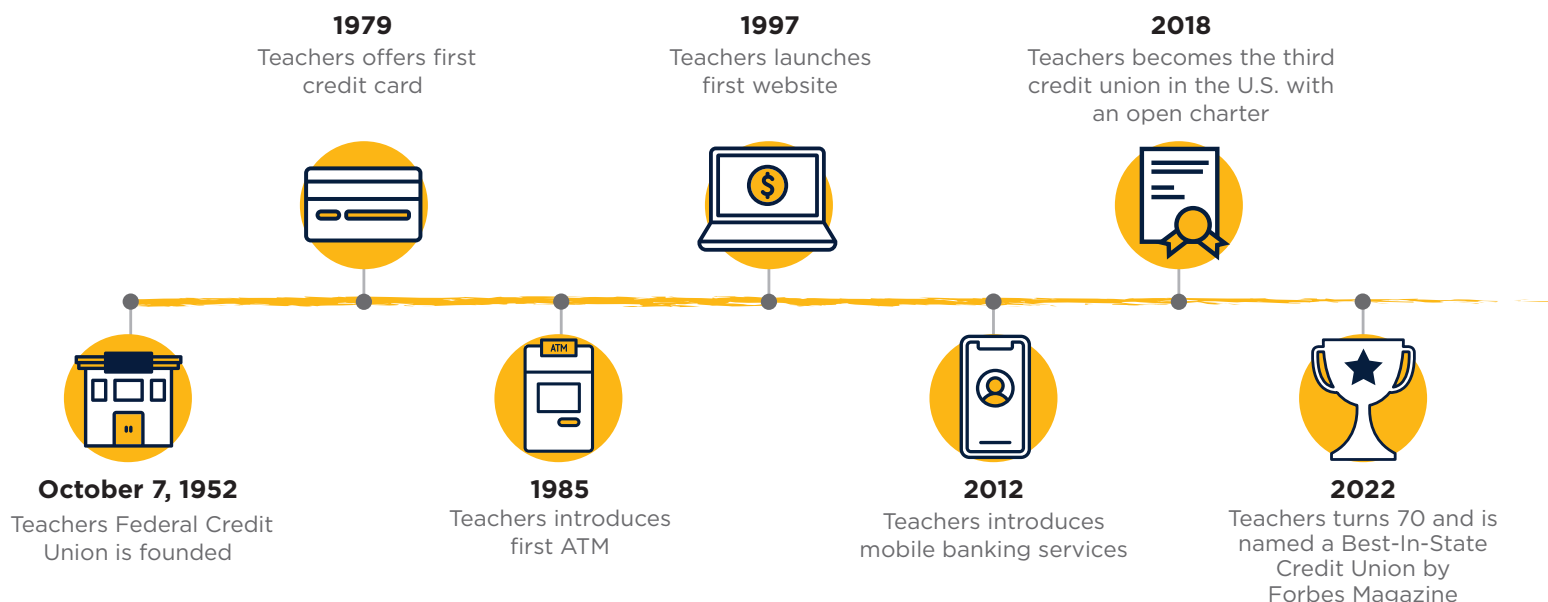 October 7, 1952
Teachers Federal Credit
Union is founded
1979
Teachers offers first
credit card
ATM
1985
Teachers introduces
first ATM
1997
Teachers launches
first website
$
2012
Teachers introduces
mobile banking services
2018
Teachers becomes the third
credit union in the U.S. with
an open charter
2022
Teachers turns 70 and is
named a Best-In-State
Credit Union by
Forbes Magazine